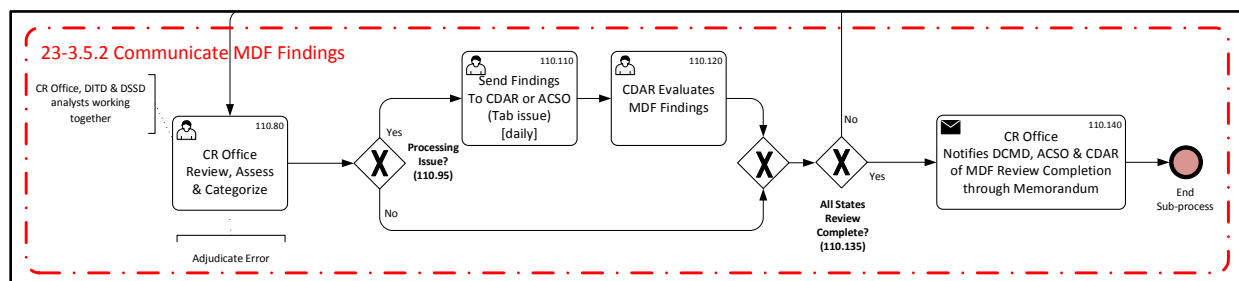 23-3.5.2 Communicate MDF Findings
CR Office, DITD & DSSD
analysts working
together
110.80
CR Office
Review, Assess
& Categorize
Adjudicate Error
Processing
Issue?
(110.95)
Yes
No
110.110
Send Findings
To CDAR or ACSO
(Tab issue)
[daily]
110.120
CDAR Evaluates
MDF Findings
All States
Review
Complete?
(110.135)
No
Yes
110.140
CR Office
Notifies DCMD, ACSO & CDAR
of MDF Review Completion
through Memorandum
End
Sub-process